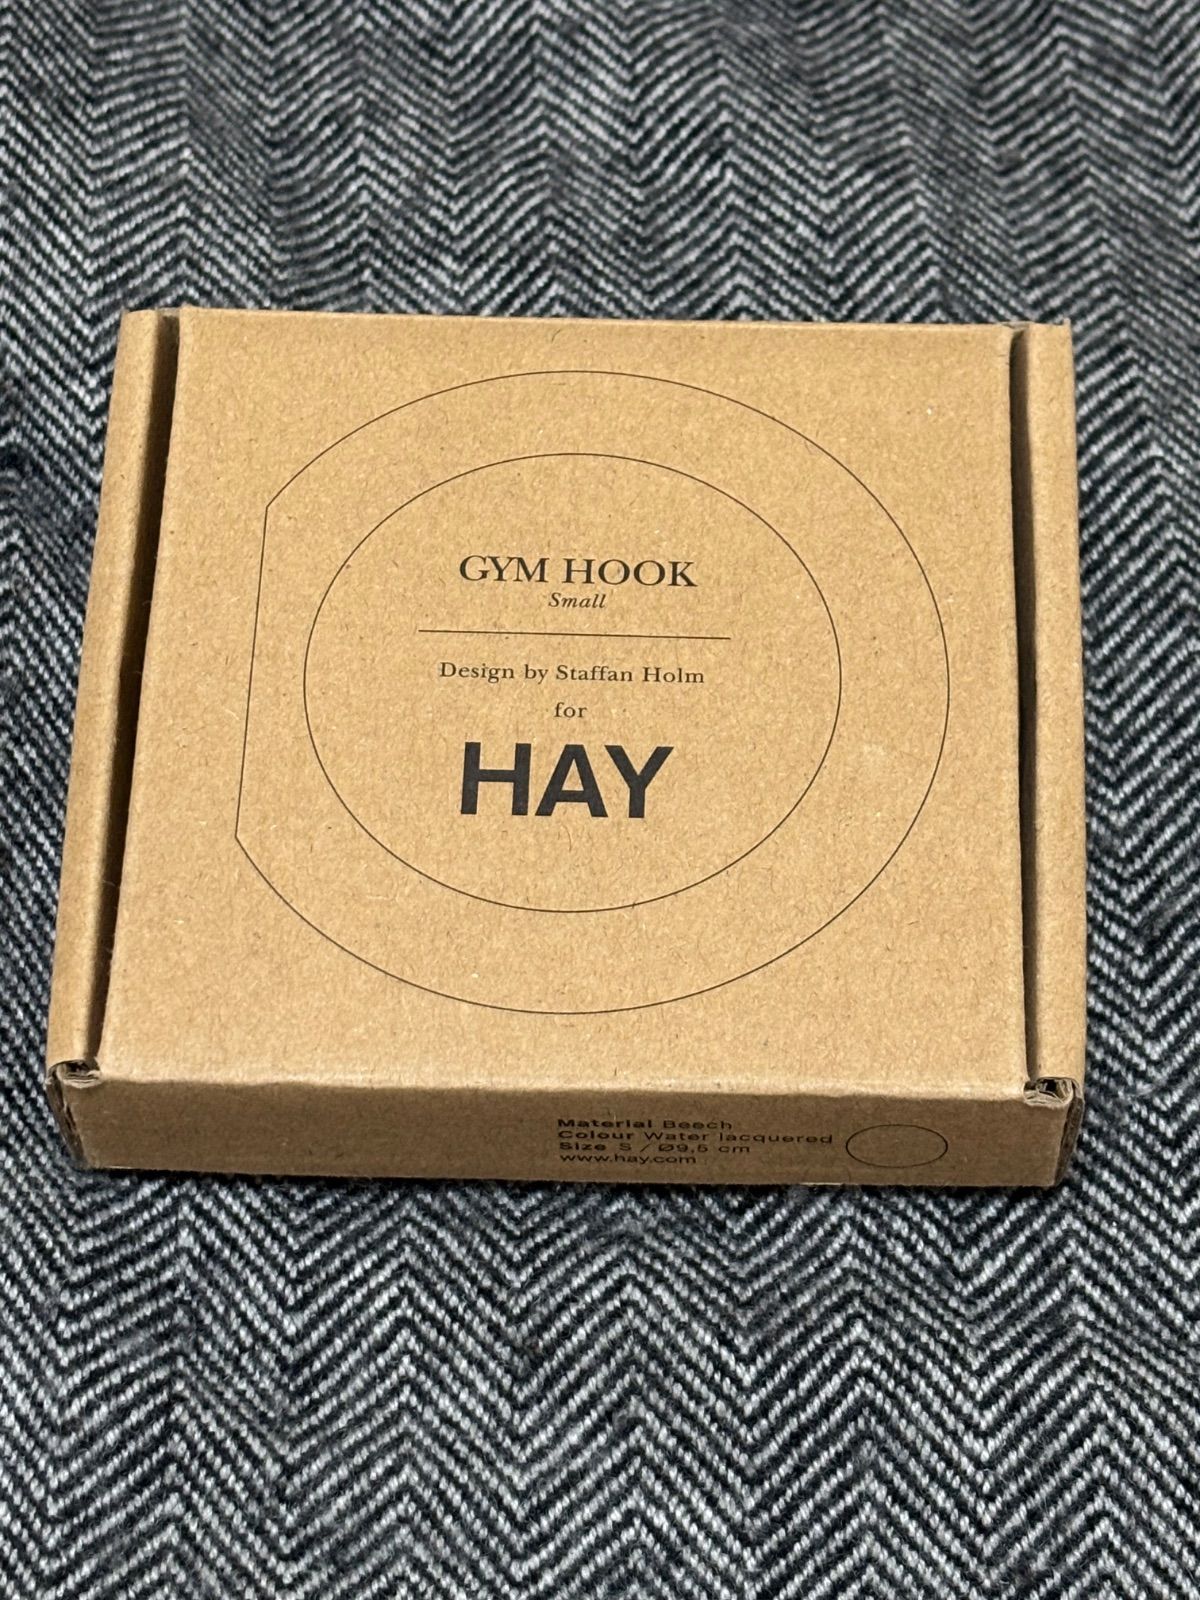 GYM HOOK
Small
Design by Staffan Holm
for
HAY
Material Beech
Colour Water lacquered
Size S / Ø9,5 cm
www.hay.com